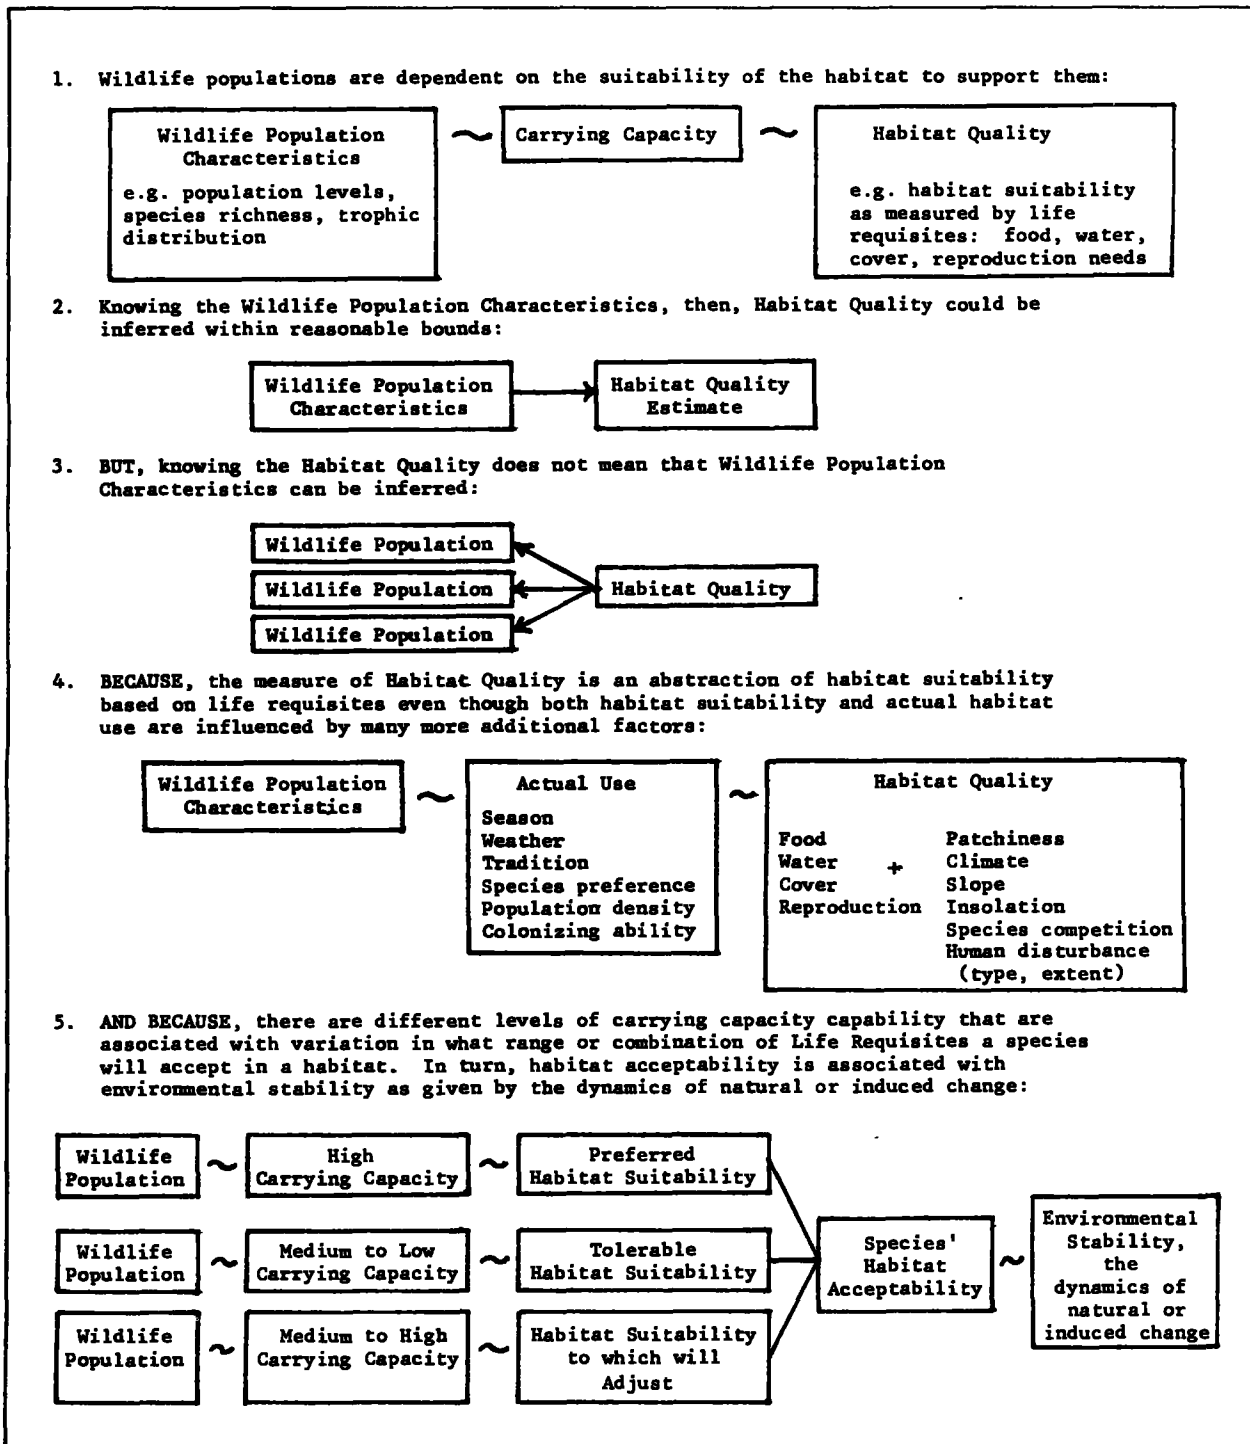 1. Wildlife populations are dependent on the suitability of the habitat to support them:
Wildlife Population
Characteristics
e.g. population levels,
species richness, trophic
distribution
~
Carrying Capacity
~
Habitat Quality
e.g. habitat suitability
as measured by life
requisites: food, water,
cover, reproduction needs
2. Knowing the Wildlife Population Characteristics, then, Habitat Quality could be
inferred within reasonable bounds:
Wildlife Population
Characteristics
Habitat Quality
Estimate
3. BUT, knowing the Habitat Quality does not mean that Wildlife Population
Characteristics can be inferred:
Wildlife Population
Wildlife Population
Wildlife Population
Habitat Quality
4. BECAUSE, the measure of Habitat Quality is an abstraction of habitat suitability
based on life requisites even though both habitat suitability and actual habitat
use are influenced by many more additional factors:
Wildlife Population
Characteristics
~
Actual Use
Season
Weather
Tradition
Species preference
Population density
Colonizing ability
~
Habitat Quality
Food
Water
Cover
Reproduction
+
Patchiness
Climate
Slope
Insolation
Species competition
Human disturbance
(type, extent)
5. AND BECAUSE, there are different levels of carrying capacity capability that are
associated with variation in what range or combination of Life Requisites a species
will accept in a habitat. In turn, habitat acceptability is associated with
environmental stability as given by the dynamics of natural or induced change:
Wildlife
Population
~
High
Carrying Capacity
~
Preferred
Habitat Suitability
Wildlife
Population
~
Medium to Low
Carrying Capacity
~
Tolerable
Habitat Suitability
Wildlife
Population
~
Medium to High
Carrying Capacity
~
Habitat Suitability
to which will
Adjust
Species'
Habitat
Acceptability
~
Environmental
Stability,
the
dynamics of
natural or
induced change